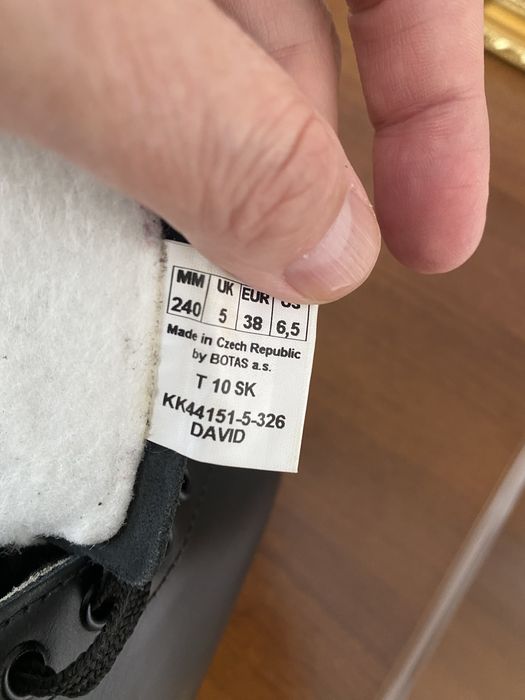 MM UK EUR US
240 5 38 6,5
Made in Czech Republic
by BOTAS a.s.
T 10 SK
KK44151-5-326
DAVID